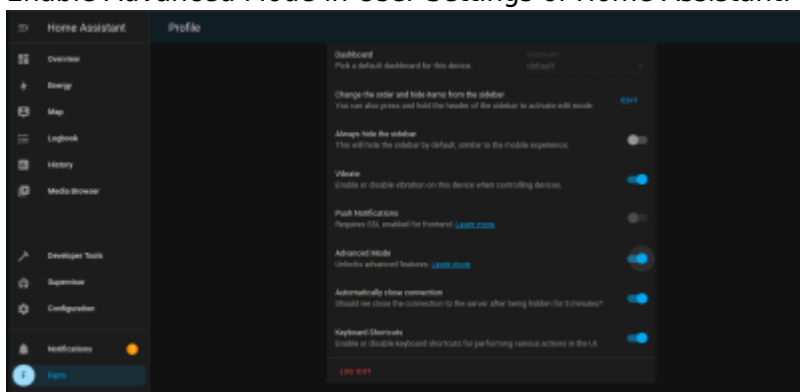 Enable Advanced Mode in User Settings of Home Assistant.
Home Assistant
Profile
Overview
Energy
Map
Logbook
History
Media Browser
Developer Tools
Supervisor
Configuration
Notifications
Farm
Dashboard
Pick a default dashboard for this device.
Dashboard
default
Change the order and hide items from the sidebar
You can also press and hold the header of the sidebar to activate edit mode.
EDIT
Always hide the sidebar
This will hide the sidebar by default, similar to the mobile experience.
Vibrate
Enable or disable vibration on this device when controlling devices.
Push Notifications
Requires SSL enabled for frontend. Learn more
Advanced Mode
Unlocks advanced features. Learn more
Automatically close connection
Should we close the connection to the server after being hidden for 5 minutes?
Keyboard Shortcuts
Enable or disable keyboard shortcuts for performing various actions in the UI.
LOG OUT
F